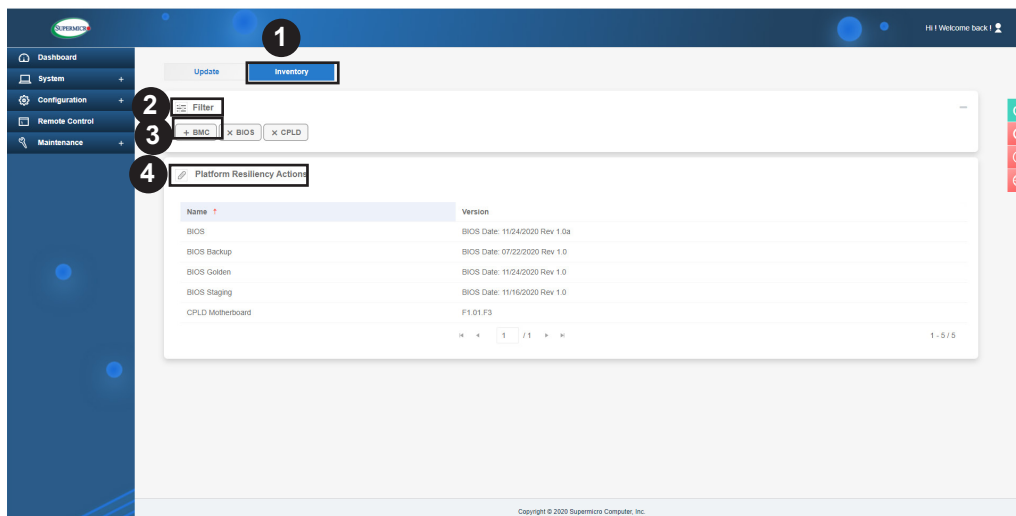 SUPERMICR
Hi ! Welcome back !
1
Dashboard
System +
Configuration +
Remote Control
Maintenance +
Update Inventory
2 Filter
3 + BMC × BIOS × CPLD
4 Platform Resiliency Actions
Name ↑ Version
BIOS BIOS Date: 11/24/2020 Rev 1.0a
BIOS Backup BIOS Date: 07/22/2020 Rev 1.0
BIOS Golden BIOS Date: 11/24/2020 Rev 1.0
BIOS Staging BIOS Date: 11/16/2020 Rev 1.0
CPLD Motherboard F1.01.F3
1 / 1 1 - 5 / 5
Copyright © 2020 Supermicro Computer, Inc.